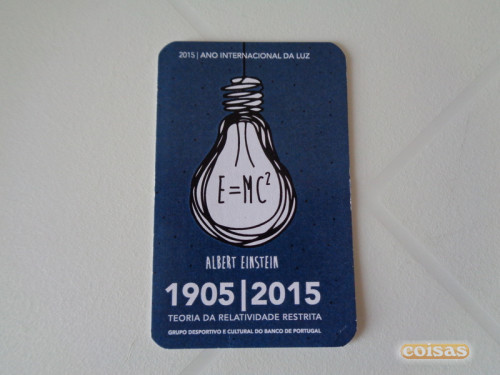 2015 | ANO INTERNACIONAL DA LUZ
E=MC²
ALBERT EINSTEIN
1905|2015
TEORIA DA RELATIVIDADE RESTRITA
GRUPO DESPORTIVO E CULTURAL DO BANCO DE PORTUGAL
coisas